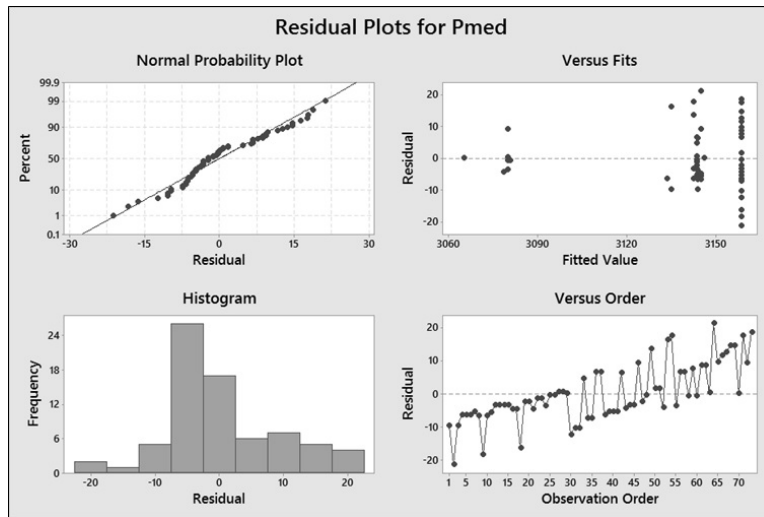 Residual Plots for Pmed
Normal Probability Plot
99.9
99
90
50
10
1
0.1
Percent
-30 -15 0 15 30
Residual
Versus Fits
20
10
0
-10
-20
Residual
3060 3090 3120 3150
Fitted Value
Histogram
24
18
12
6
0
Frequency
-20 -10 0 10 20
Residual
Versus Order
20
10
0
-10
-20
Residual
1 5 10 15 20 25 30 35 40 45 50 55 60 65 70
Observation Order